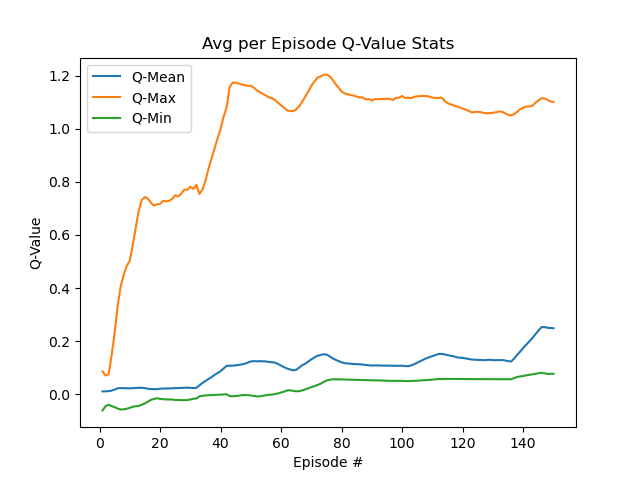 Avg per Episode Q-Value Stats
Q-Mean
Q-Max
Q-Min
Q-Value
1.2
1.0
0.8
0.6
0.4
0.2
0.0
0 20 40 60 80 100 120 140
Episode #